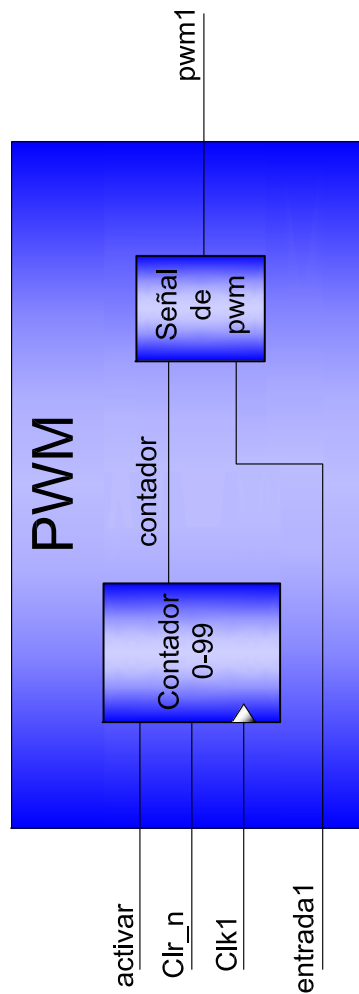 PWM
activar
Clr_n
Clk1
entrada1
Contador
0-99
contador
Señal
de
pwm
pwm1